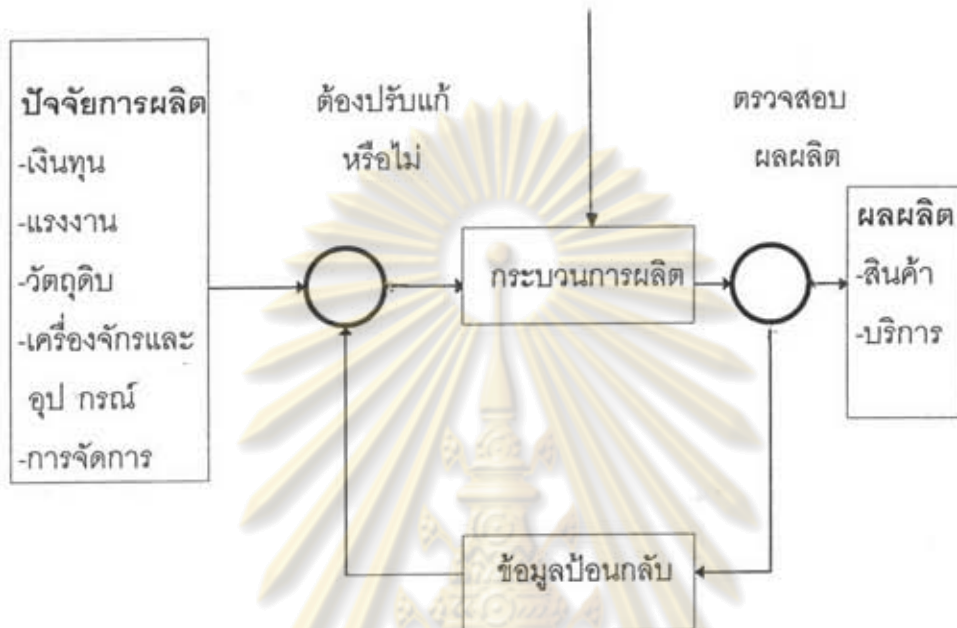 ปัจจัยการผลิต
-เงินทุน
-แรงงาน
-วัตถุดิบ
-เครื่องจักรและ
อุป กรณ์
-การจัดการ
ต้องปรับแก้
หรือไม่
กระบวนการผลิต
ตรวจสอบ
ผลผลิต
ผลผลิต
-สินค้า
-บริการ
ข้อมูลป้อนกลับ